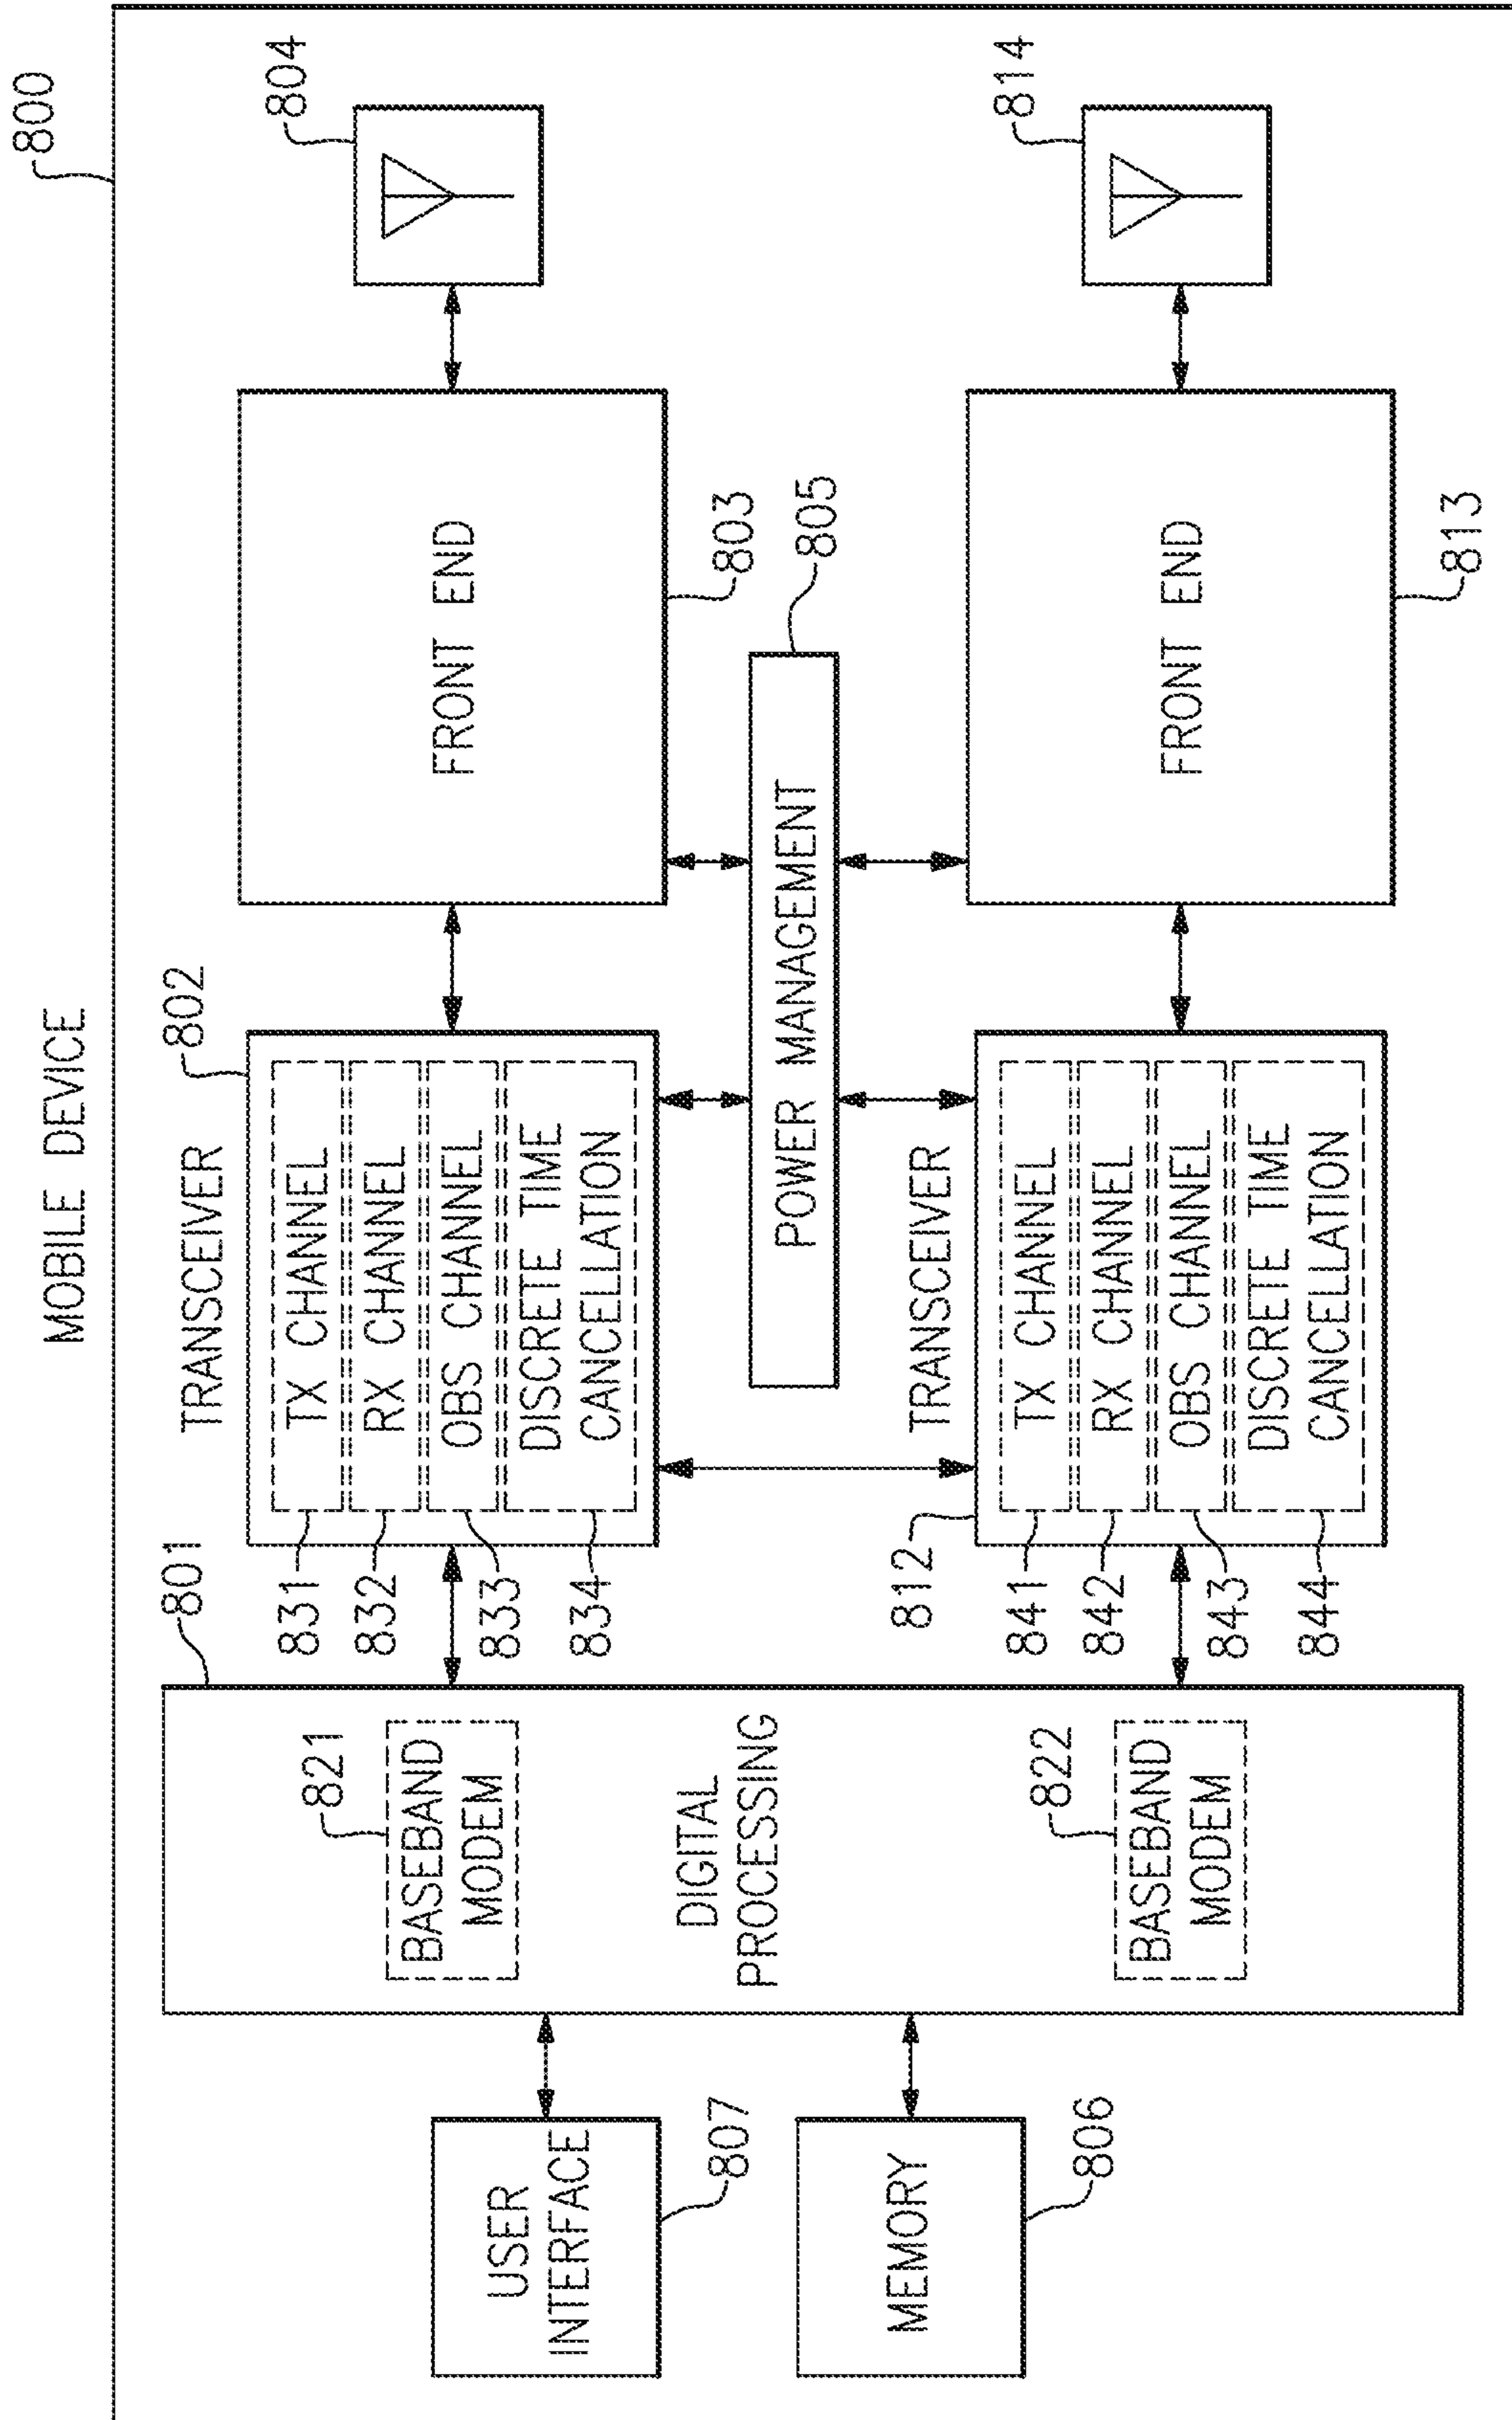 MOBILE DEVICE
800
801
TRANSCEIVER
802
804
821
BASEBAND
MODEM
831
TX CHANNEL
832
RX CHANNEL
833
OBS CHANNEL
834
DISCRETE TIME
CANCELLATION
FRONT END
803
USER
INTERFACE
807
DIGITAL
PROCESSING
POWER MANAGEMENT
805
MEMORY
806
822
BASEBAND
MODEM
812
TRANSCEIVER
814
841
TX CHANNEL
842
RX CHANNEL
843
OBS CHANNEL
844
DISCRETE TIME
CANCELLATION
FRONT END
813